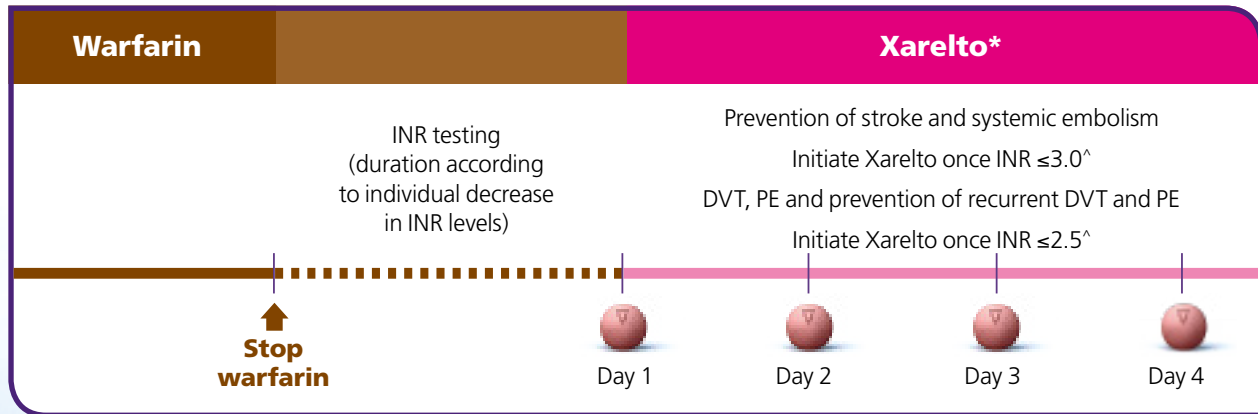 Warfarin
Xarelto*
INR testing
(duration according
to individual decrease
in INR levels)
Prevention of stroke and systemic embolism
Initiate Xarelto once INR ≤3.0^
DVT, PE and prevention of recurrent DVT and PE
Initiate Xarelto once INR ≤2.5^
Stop
warfarin
Day 1
Day 2
Day 3
Day 4